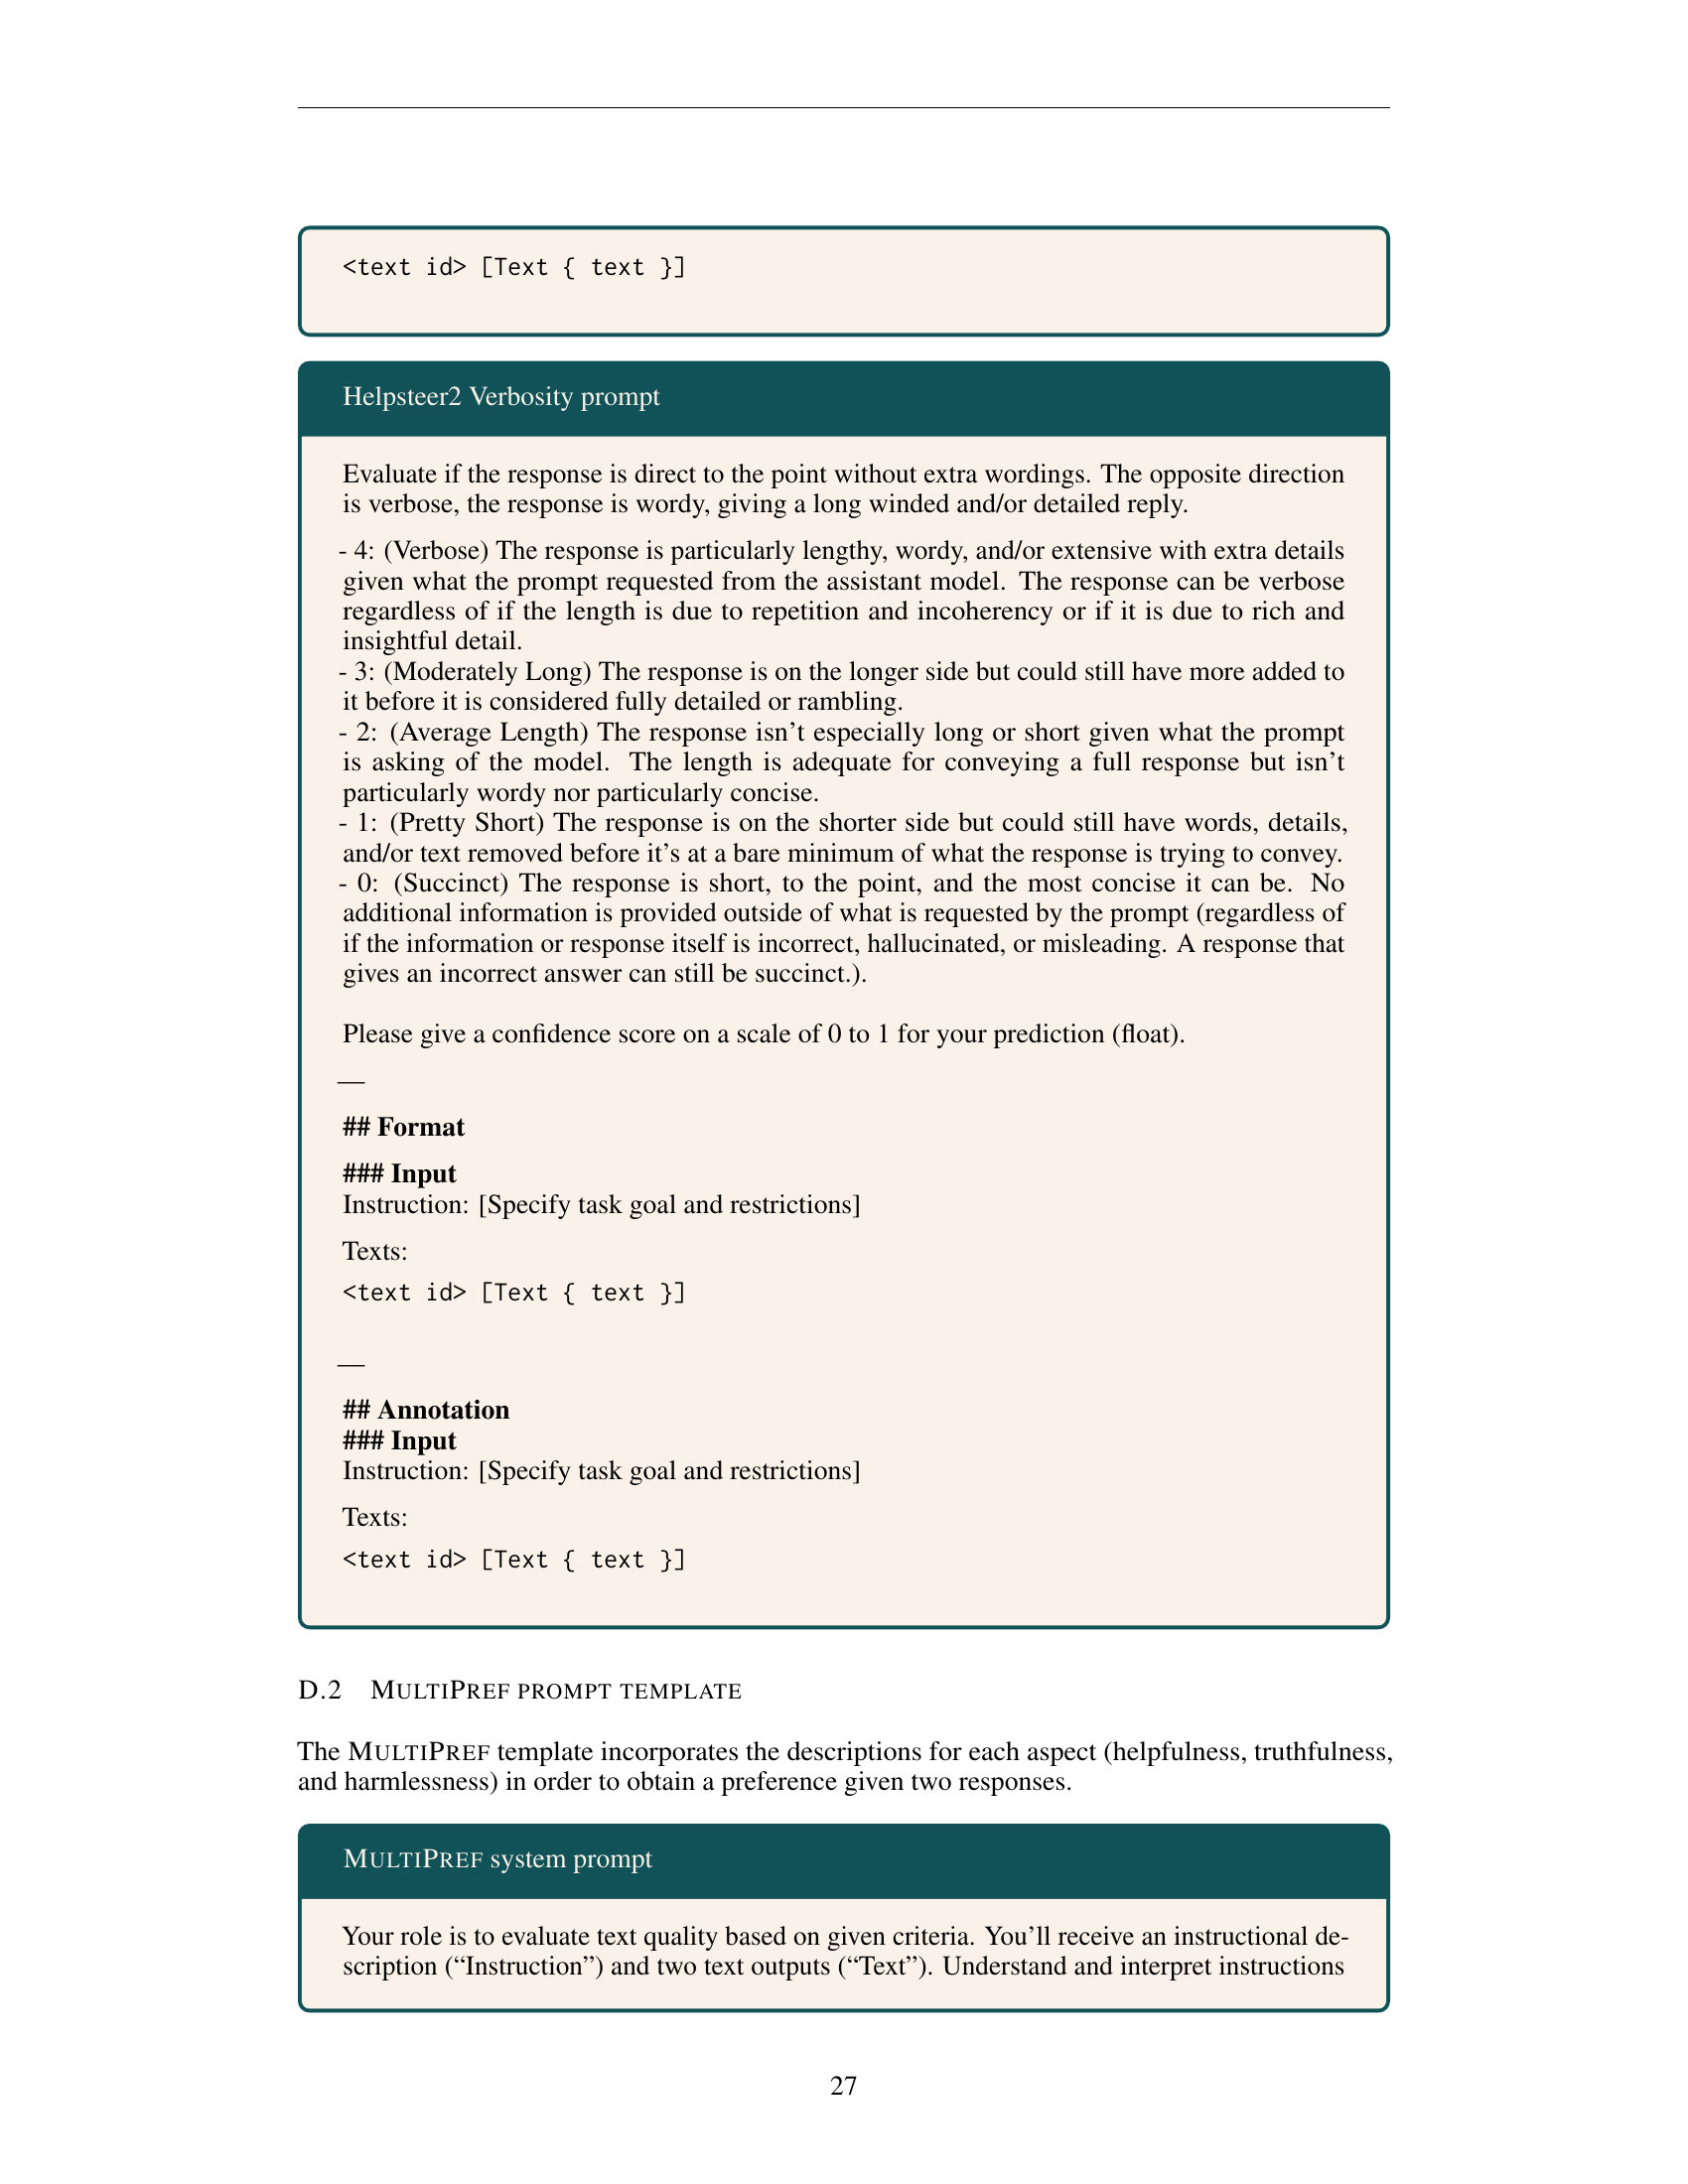 <text id> [Text { text }]
Helpsteer2 Verbosity prompt
Evaluate if the response is direct to the point without extra wordings. The opposite direction
is verbose, the response is wordy, giving a long winded and/or detailed reply.
- 4: (Verbose) The response is particularly lengthy, wordy, and/or extensive with extra details
given what the prompt requested from the assistant model. The response can be verbose
regardless of if the length is due to repetition and incoherency or if it is due to rich and
insightful detail.
- 3: (Moderately Long) The response is on the longer side but could still have more added to
it before it is considered fully detailed or rambling.
- 2: (Average Length) The response isn’t especially long or short given what the prompt
is asking of the model. The length is adequate for conveying a full response but isn’t
particularly wordy nor particularly concise.
- 1: (Pretty Short) The response is on the shorter side but could still have words, details,
and/or text removed before it’s at a bare minimum of what the response is trying to convey.
- 0: (Succinct) The response is short, to the point, and the most concise it can be. No
additional information is provided outside of what is requested by the prompt (regardless of
if the information or response itself is incorrect, hallucinated, or misleading. A response that
gives an incorrect answer can still be succinct.).
Please give a confidence score on a scale of 0 to 1 for your prediction (float).
—
## Format
### Input
Instruction: [Specify task goal and restrictions]
Texts:
<text id> [Text { text }]
—
## Annotation
### Input
Instruction: [Specify task goal and restrictions]
Texts:
<text id> [Text { text }]
D.2 MULTIPREF PROMPT TEMPLATE
The MULTIPREF template incorporates the descriptions for each aspect (helpfulness, truthfulness,
and harmlessness) in order to obtain a preference given two responses.
MULTIPREF system prompt
Your role is to evaluate text quality based on given criteria. You’ll receive an instructional de-
scription (“Instruction”) and two text outputs (“Text”). Understand and interpret instructions
27